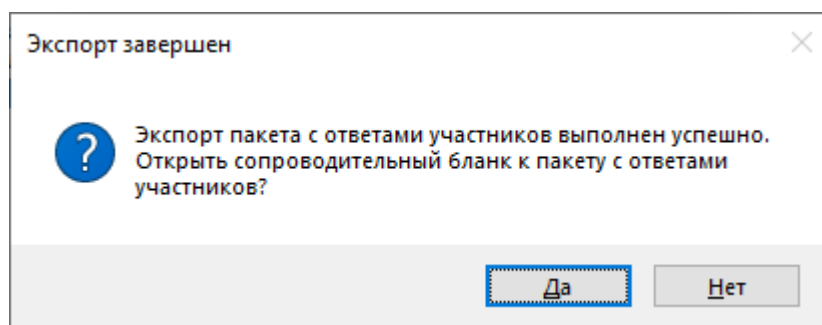 Экспорт завершен
Экспорт пакета с ответами участников выполнен успешно.
Открыть сопроводительный бланк к пакету с ответами
участников?
Да
Нет